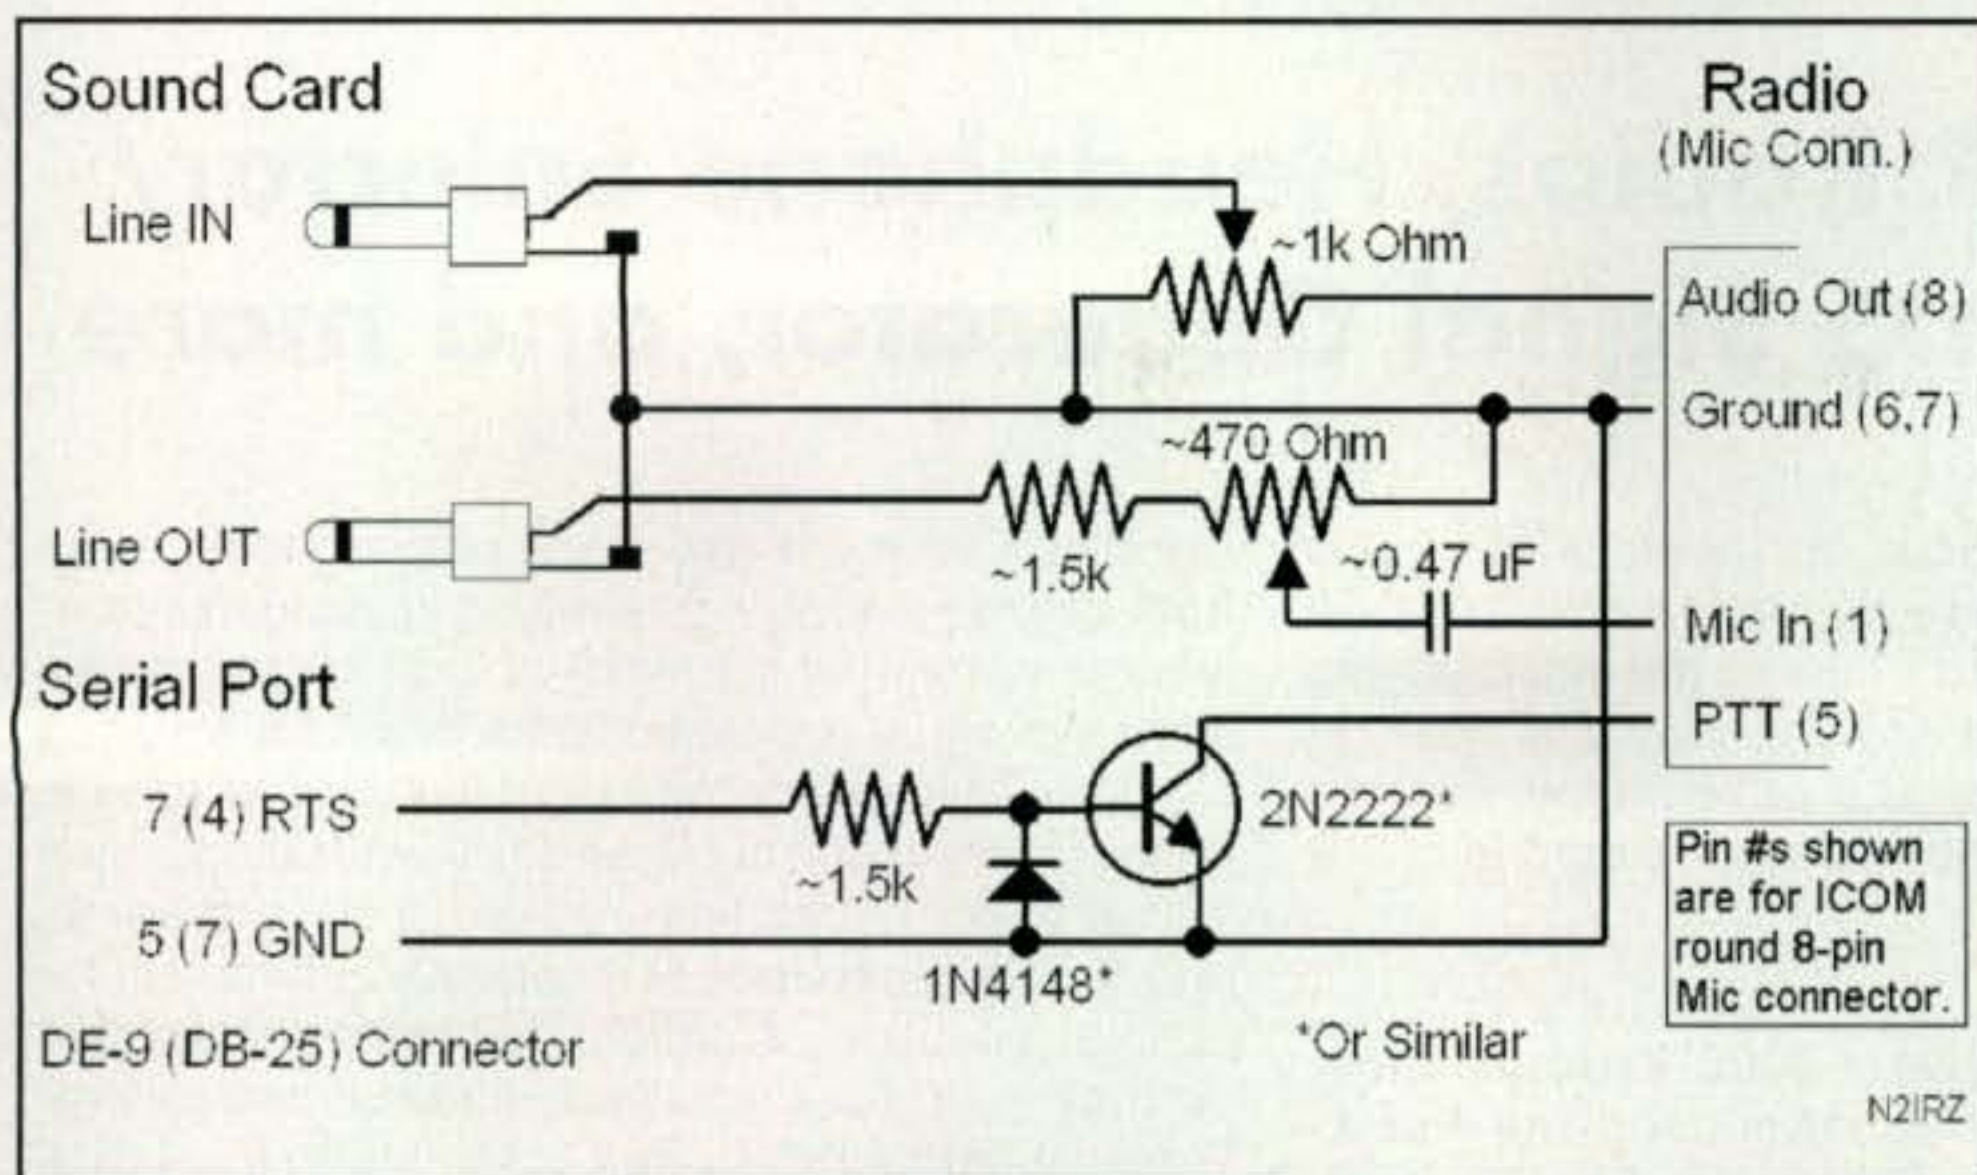 Sound Card
Radio
(Mic Conn.)
Line IN
~1k Ohm
Audio Out (8)
Ground (6,7)
~470 Ohm
Line OUT
~1.5k
~0.47 uF
Mic In (1)
Serial Port
PTT (5)
7 (4) RTS
~1.5k
2N2222*
5 (7) GND
1N4148*
Pin #s shown
are for ICOM
round 8-pin
Mic connector.
DE-9 (DB-25) Connector
*Or Similar
N2IRZ